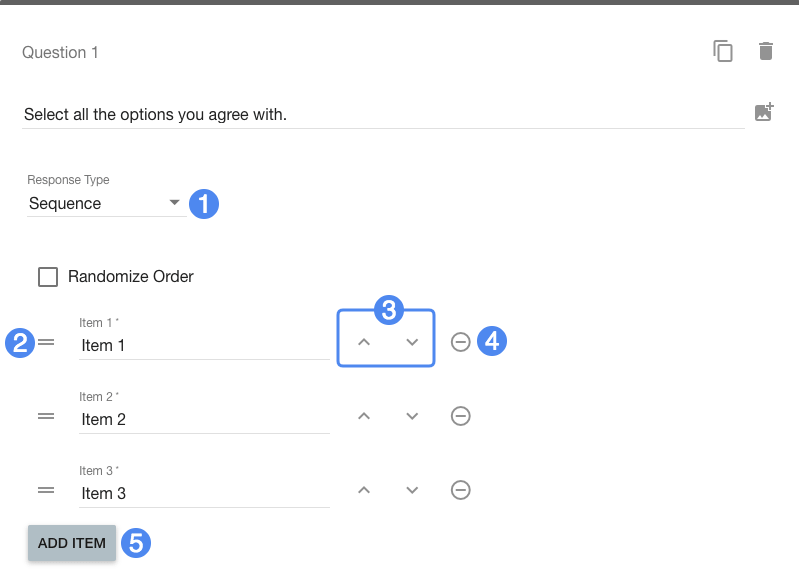 Question 1
Select all the options you agree with.
Response Type
Sequence
1
Randomize Order
3
Item 1 *
2
Item 1
4
Item 2 *
Item 2
Item 3 *
Item 3
ADD ITEM
5